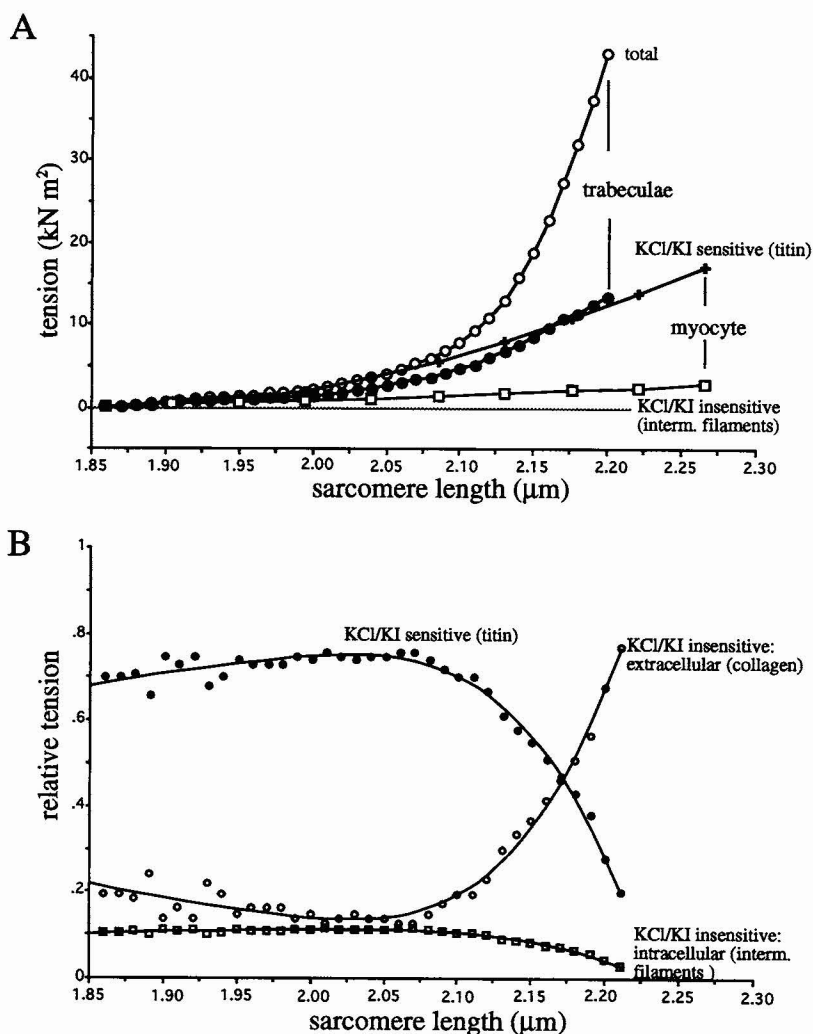 A
total
40
30
20
10
0
tension (kN m²)
trabeculae
KCl/KI sensitive (titin)
myocyte
KCl/KI insensitive
(interm. filaments)
1.85 1.90 1.95 2.00 2.05 2.10 2.15 2.20 2.25 2.30
sarcomere length (μm)
B
1
.8
.6
.4
.2
0
relative tension
KCl/KI sensitive (titin)
KCl/KI insensitive:
extracellular (collagen)
KCl/KI insensitive:
intracellular (interm.
filaments )
1.85 1.90 1.95 2.00 2.05 2.10 2.15 2.20 2.25 2.30
sarcomere length (μm)